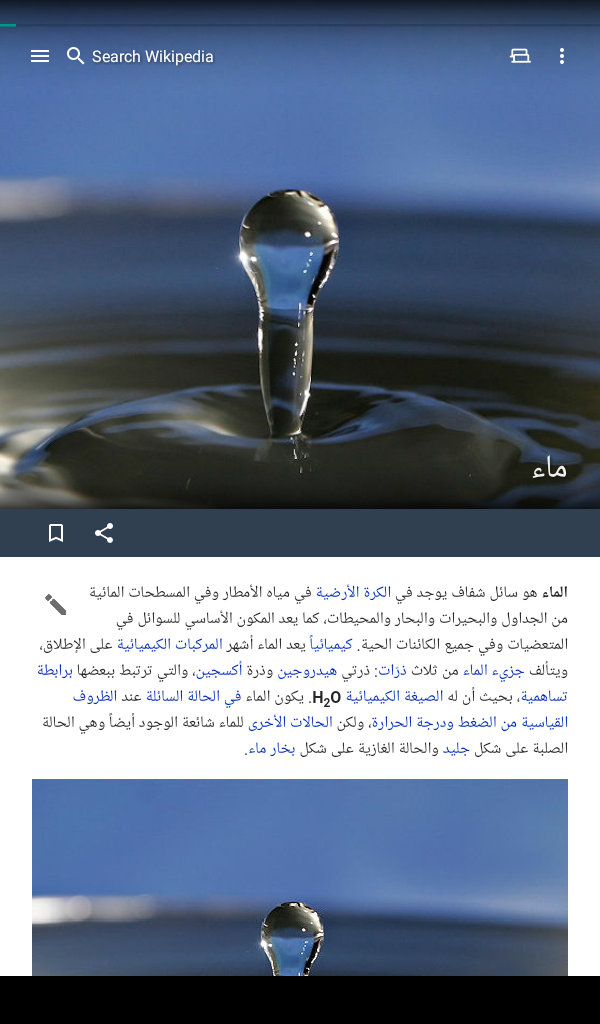 Search Wikipedia
ماء
الماء هو سائل شفاف يوجد في الكرة الأرضية في مياه الأمطار وفي المسطحات المائية
من الجداول والبحيرات والبحار والمحيطات، كما يعد المكون الأساسي للسوائل في
المتعضيات وفي جميع الكائنات الحية. كيميائياً يعد الماء أشهر المركبات الكيميائية على الإطلاق،
ويتألف جزيء الماء من ثلاث ذرّات: ذرتي هيدروجين وذرة أكسجين، والتي ترتبط ببعضها برابطة
تساهمية، بحيث أن له الصيغة الكيميائية H2O. يكون الماء في الحالة السائلة عند الظروف
القياسية من الضغط ودرجة الحرارة، ولكن الحالات الأخرى للماء شائعة الوجود أيضاً وهي الحالة
الصلبة على شكل جليد والحالة الغازية على شكل بخار ماء.